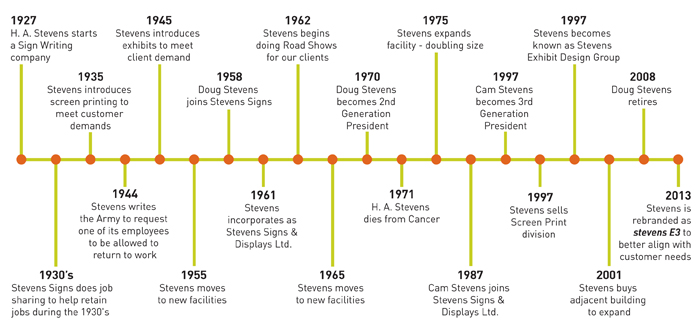 1927
H. A. Stevens starts
a Sign Writing
company
1930's
Stevens Signs does job
sharing to help retain
jobs during the 1930's
1935
Stevens introduces
screen printing to
meet customer
demands
1944
Stevens writes
the Army to request
one of its employees
to be allowed to
return to work
1945
Stevens introduces
exhibits to meet
client demand
1955
Stevens moves
to new facilities
1958
Doug Stevens
joins Stevens Signs
1961
Stevens
incorporates as
Stevens Signs &
Displays Ltd.
1962
Stevens begins
doing Road Shows
for our clients
1965
Stevens moves
to new facilities
1970
Doug Stevens
becomes 2nd
Generation
President
1971
H. A. Stevens
dies from Cancer
1975
Stevens expands
facility - doubling size
1987
Cam Stevens joins
Stevens Signs &
Displays Ltd.
1997
Cam Stevens
becomes 3rd
Generation
President
1997
Stevens sells
Screen Print
division
1997
Stevens becomes
known as Stevens
Exhibit Design Group
2001
Stevens buys
adjacent building
to expand
2008
Doug Stevens
retires
2013
Stevens is
rebranded as
stevens E3 to
better align with
customer needs